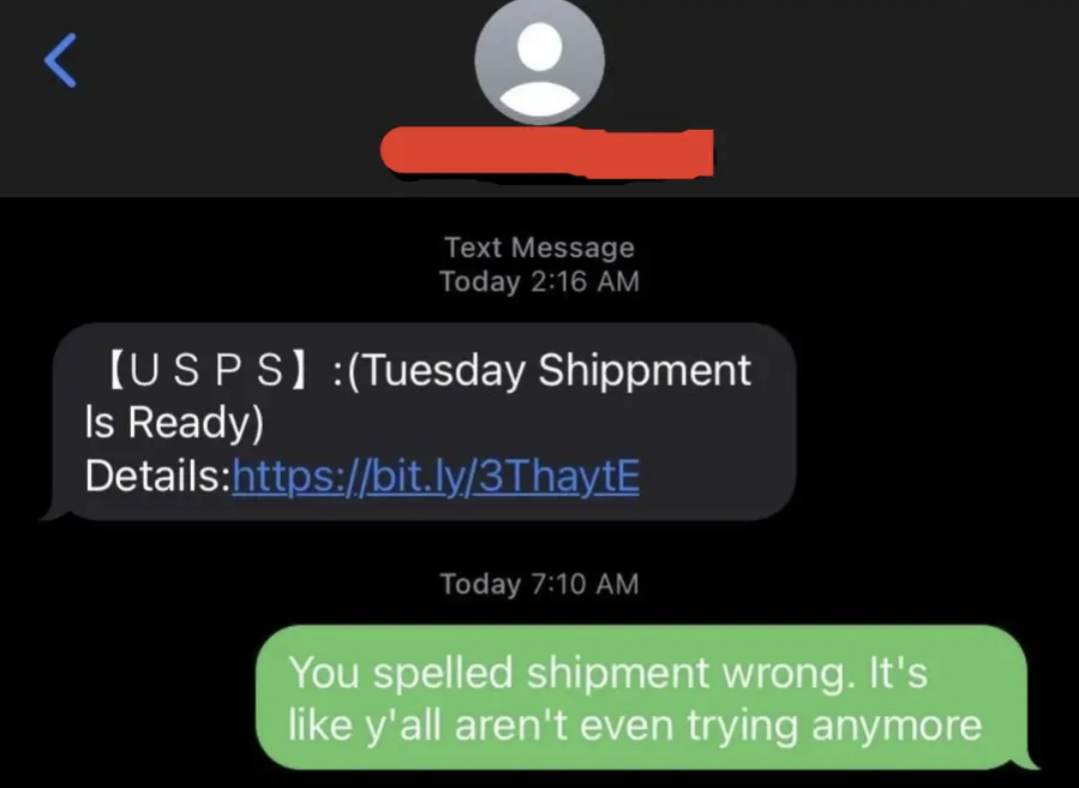 Text Message
Today 2:16 AM
【U S P S】:(Tuesday Shippment
Is Ready)
Details:https://bit.ly/3ThaytE
Today 7:10 AM
You spelled shipment wrong. It's
like y'all aren't even trying anymore